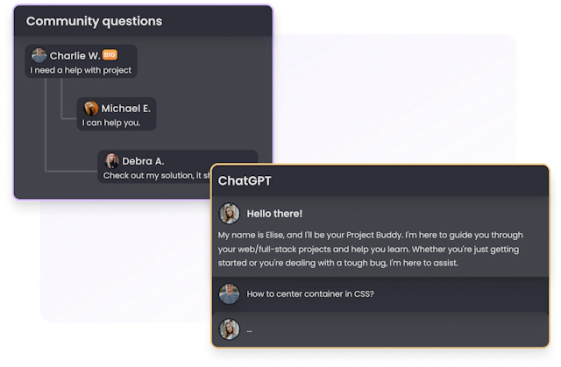 Community questions
Charlie W. BIO
I need a help with project
Michael E.
I can help you.
Debra A.
Check out my solution, it
ChatGPT
Hello there!
My name is Elise, and I'll be your Project Buddy. I'm here to guide you through
your web/full-stack projects and help you learn. Whether you're just getting
started or you're dealing with a tough bug, I'm here to assist.
How to center container in CSS?
...